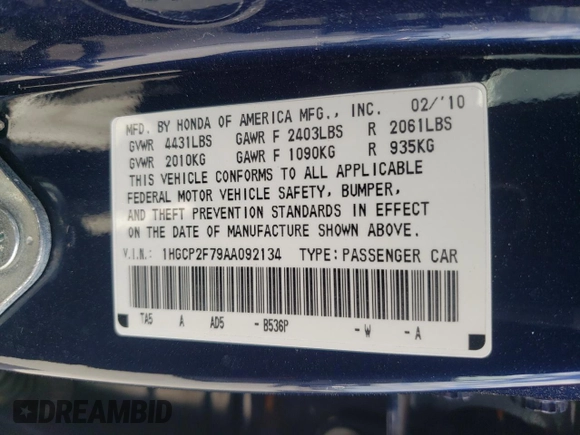 MFD. BY HONDA OF AMERICA MFG., INC. 02/'10
GVWR 4431LBS GAWR F 2403LBS R 2061LBS
GVWR 2010KG GAWR F 1090KG R 935KG
THIS VEHICLE CONFORMS TO ALL APPLICABLE
FEDERAL MOTOR VEHICLE SAFETY, BUMPER,
AND THEFT PREVENTION STANDARDS IN EFFECT
ON THE DATE OF MANUFACTURE SHOWN ABOVE.
V.I.N.: 1HGCP2F79AA092134 TYPE: PASSENGER CAR
TA5 A AD5 - B536P - W - A
DREAMBID